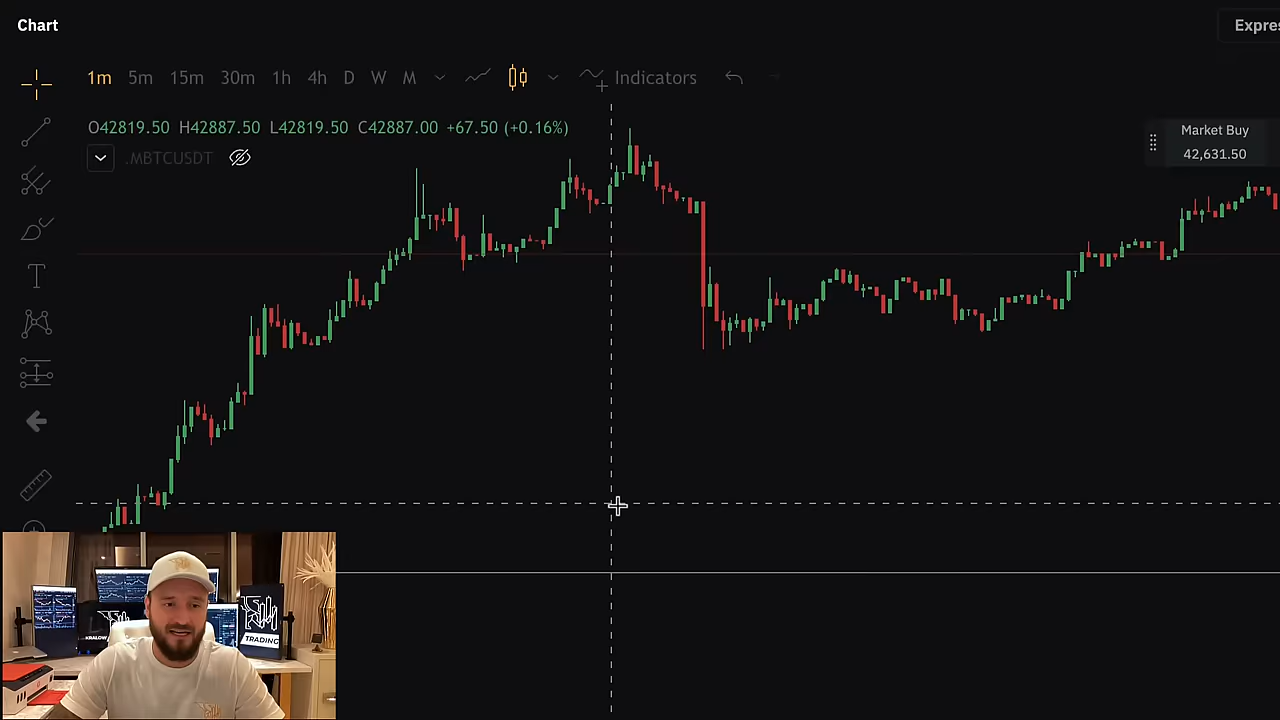 Chart
1m 5m 15m 30m 1h 4h D W M Indicators
O42819.50 H42887.50 L42819.50 C42887.00 +67.50 (+0.16%)
.MBTCUSDT
Market Buy
42,631.50
TRADING